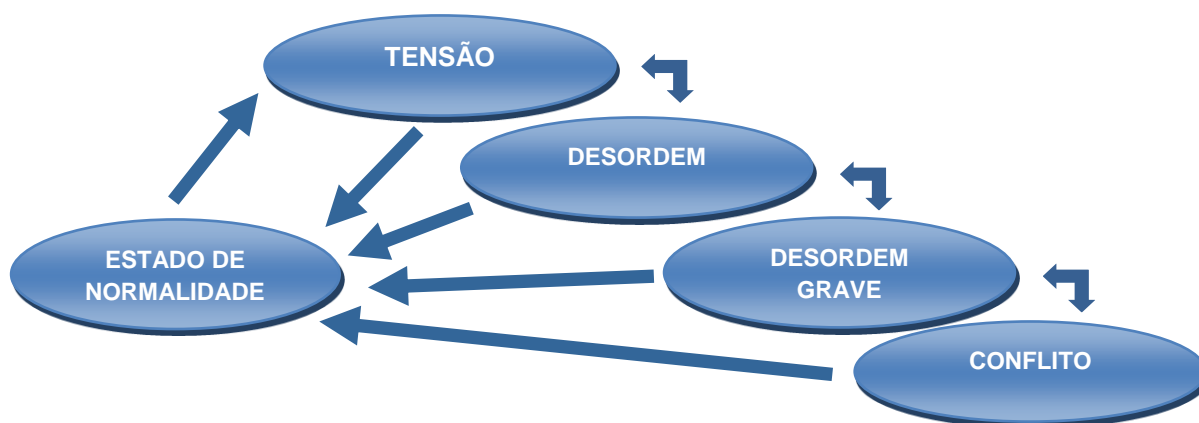 TENSÃO
DESORDEM
ESTADO DE
NORMALIDADE
DESORDEM
GRAVE
CONFLITO